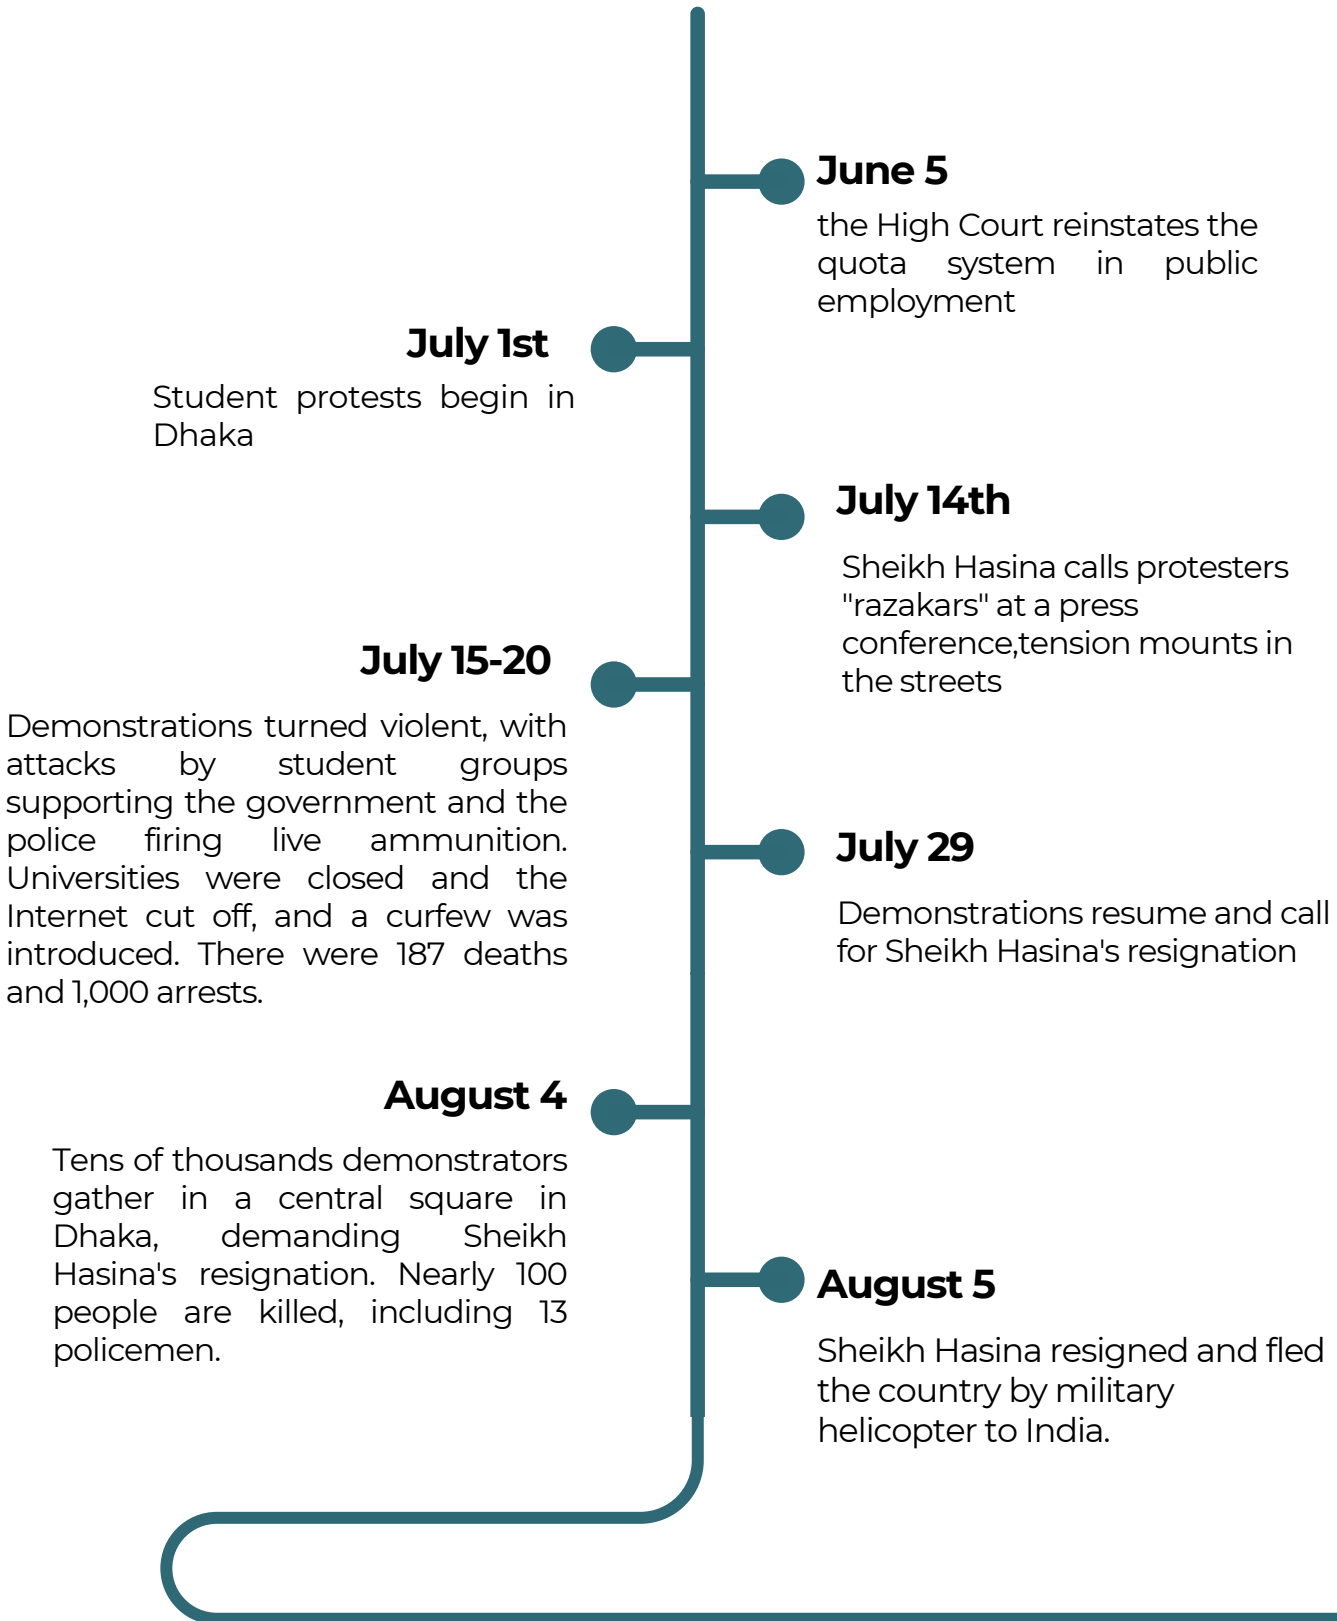 June 5
the High Court reinstates the
quota system in public
employment
July 1st
Student protests begin in
Dhaka
July 14th
Sheikh Hasina calls protesters
"razakars" at a press
conference,tension mounts in
the streets
July 15-20
Demonstrations turned violent, with
attacks by student groups
supporting the government and the
police firing live ammunition.
Universities were closed and the
Internet cut off, and a curfew was
introduced. There were 187 deaths
and 1,000 arrests.
July 29
Demonstrations resume and call
for Sheikh Hasina's resignation
August 4
Tens of thousands demonstrators
gather in a central square in
Dhaka, demanding Sheikh
Hasina's resignation. Nearly 100
people are killed, including 13
policemen.
August 5
Sheikh Hasina resigned and fled
the country by military
helicopter to India.